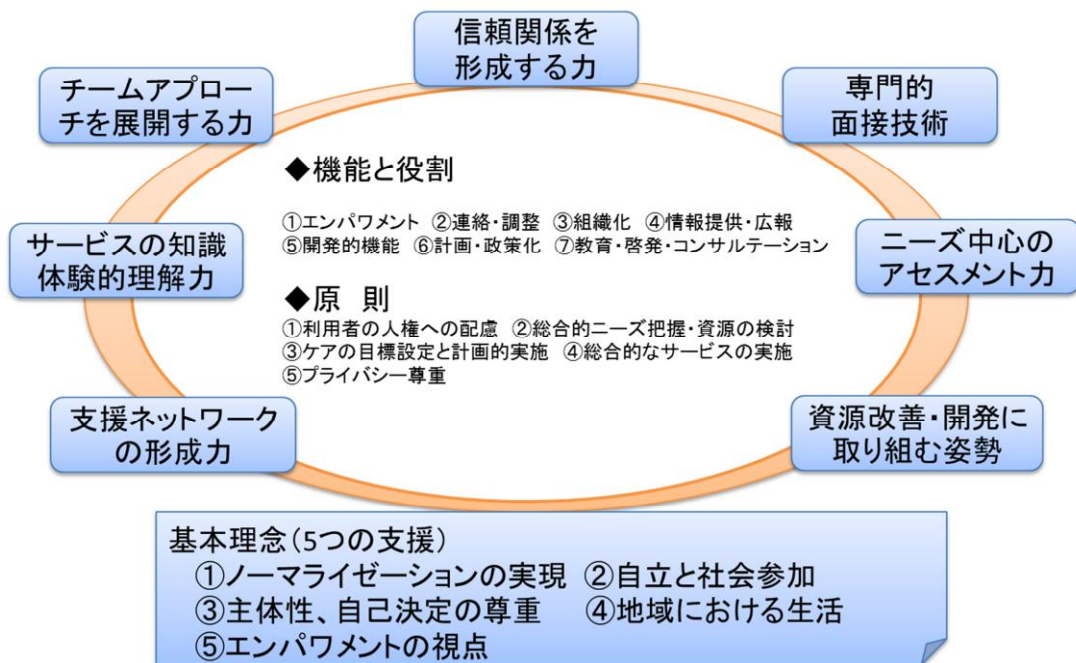 信頼関係を
形成する力
チームアプロー
チを展開する力
専門的
面接技術
◆機能と役割
①エンパワメント ②連絡・調整 ③組織化 ④情報提供・広報
⑤開発的機能 ⑥計画・政策化 ⑦教育・啓発・コンサルテーション
サービスの知識
体験的理解力
ニーズ中心の
アセスメント力
◆原 則
①利用者の人権への配慮 ②総合的ニーズ把握・資源の検討
③ケアの目標設定と計画的実施 ④総合的なサービスの実施
⑤プライバシー尊重
支援ネットワーク
の形成力
資源改善・開発に
取り組む姿勢
基本理念(5つの支援)
①ノーマライゼーションの実現 ②自立と社会参加
③主体性、自己決定の尊重 ④地域における生活
⑤エンパワメントの視点